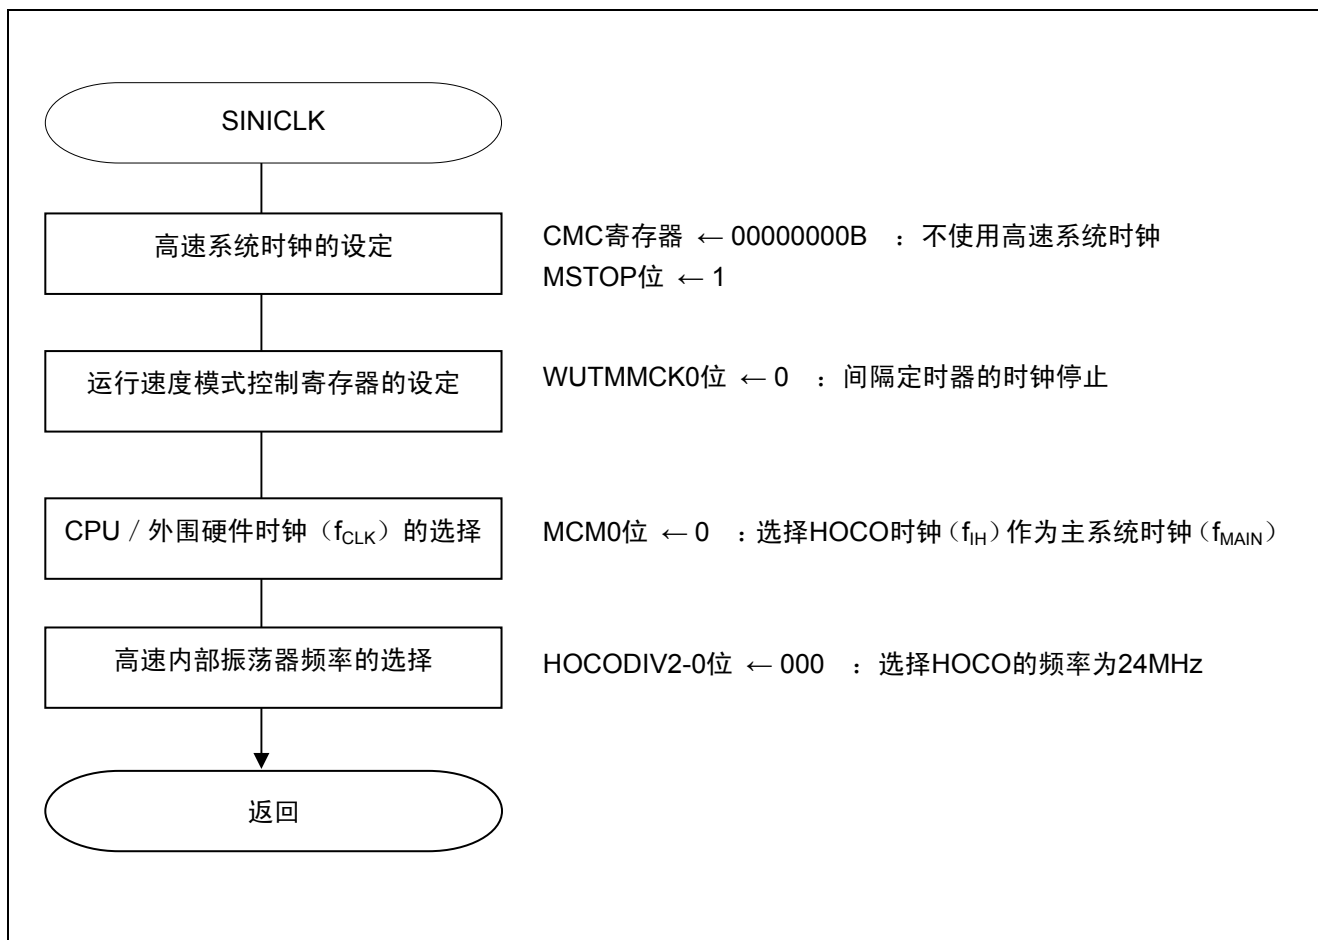 SINICLK
高速系统时钟的设定
CMC寄存器 ← 00000000B ：不使用高速系统时钟
MSTOP位 ← 1
运行速度模式控制寄存器的设定
WUTMMCK0位 ← 0 ：间隔定时器的时钟停止
CPU / 外围硬件时钟（fCLK）的选择
MCM0位 ← 0 ：选择HOCO时钟（fIH）作为主系统时钟（fMAIN）
高速内部振荡器频率的选择
HOCODIV2-0位 ← 000 ：选择HOCO的频率为24MHz
返回